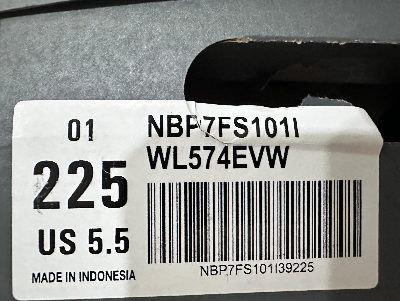 01
225
US 5.5
MADE IN INDONESIA
NBP7FS101I
WL574EVW
NBP7FS101I39225